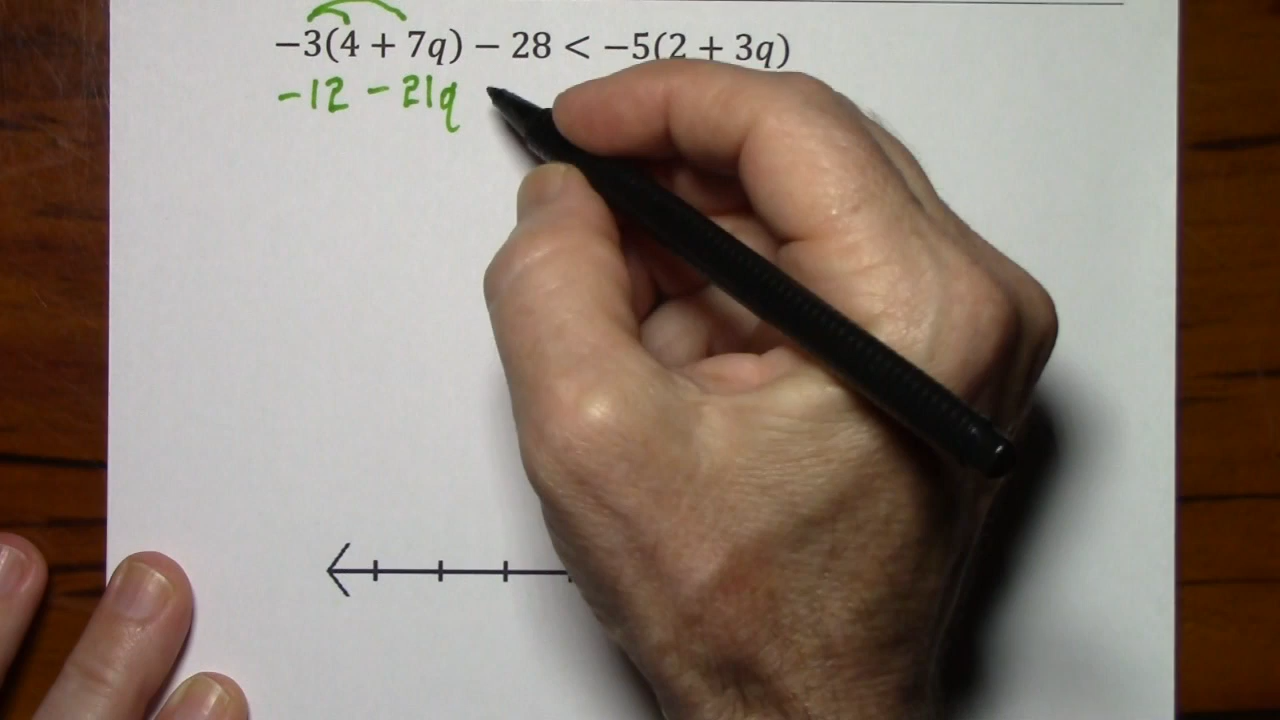 −3(4 + 7q) − 28 < −5(2 + 3q)
-12 - 21q